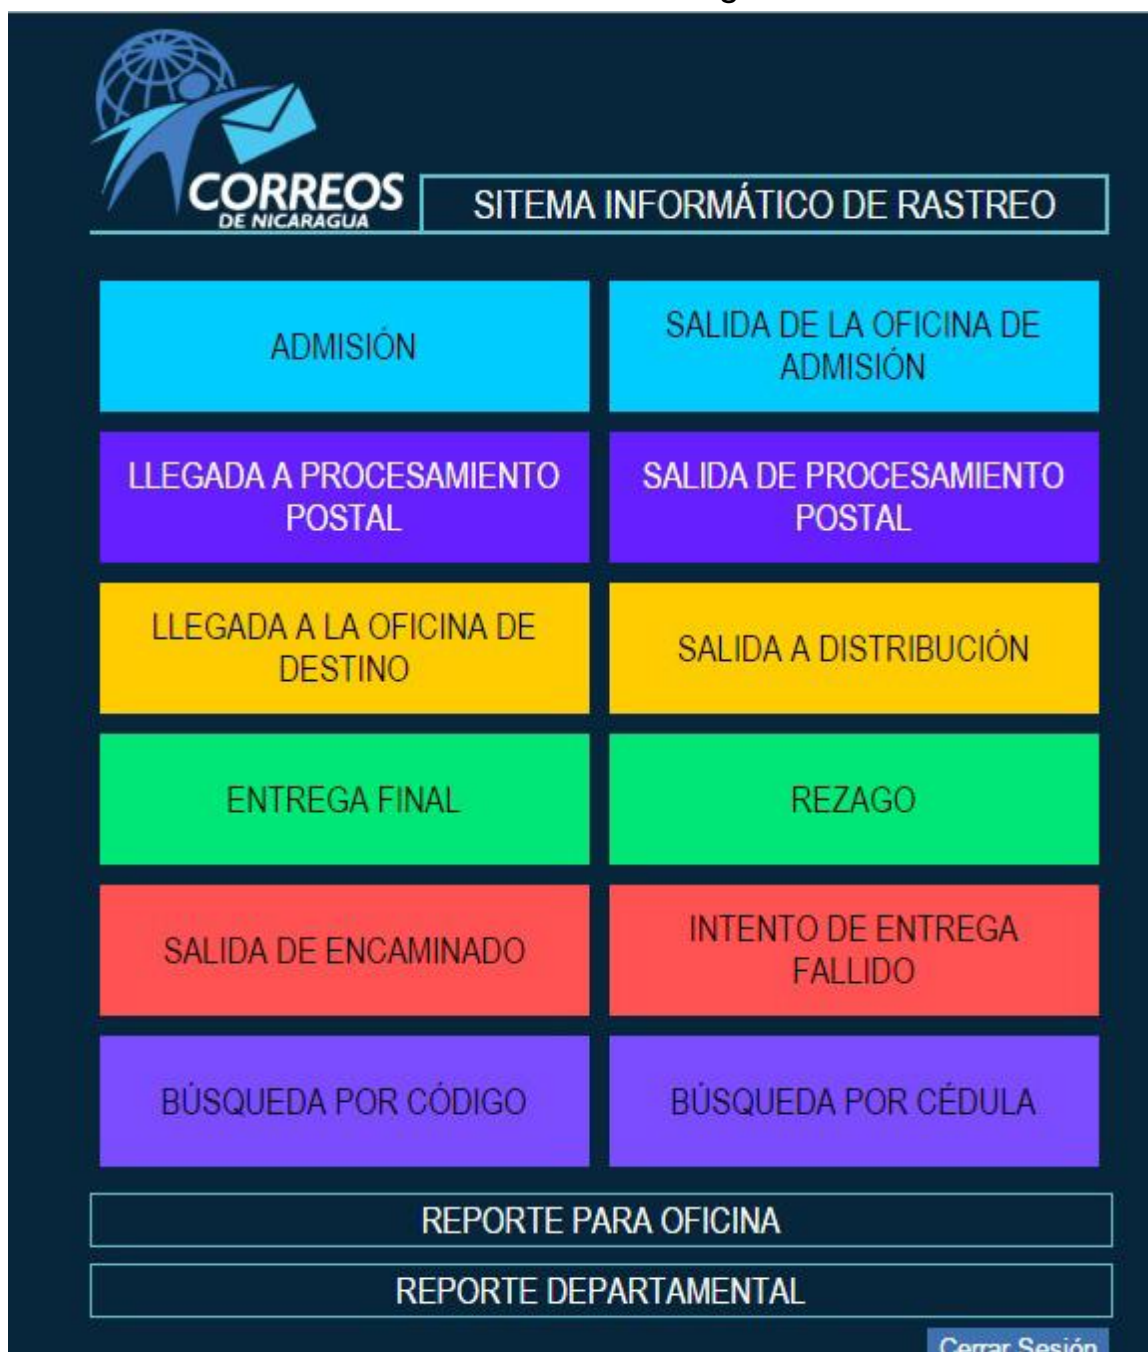 CORREOS
DE NICARAGUA
SITEMA INFORMÁTICO DE RASTREO
ADMISIÓN
SALIDA DE LA OFICINA DE
ADMISIÓN
LLEGADA A PROCESAMIENTO
POSTAL
SALIDA DE PROCESAMIENTO
POSTAL
LLEGADA A LA OFICINA DE
DESTINO
SALIDA A DISTRIBUCIÓN
ENTREGA FINAL
REZAGO
SALIDA DE ENCAMINADO
INTENTO DE ENTREGA
FALLIDO
BÚSQUEDA POR CÓDIGO
BÚSQUEDA POR CÉDULA
REPORTE PARA OFICINA
REPORTE DEPARTAMENTAL
Cerrar Sesión